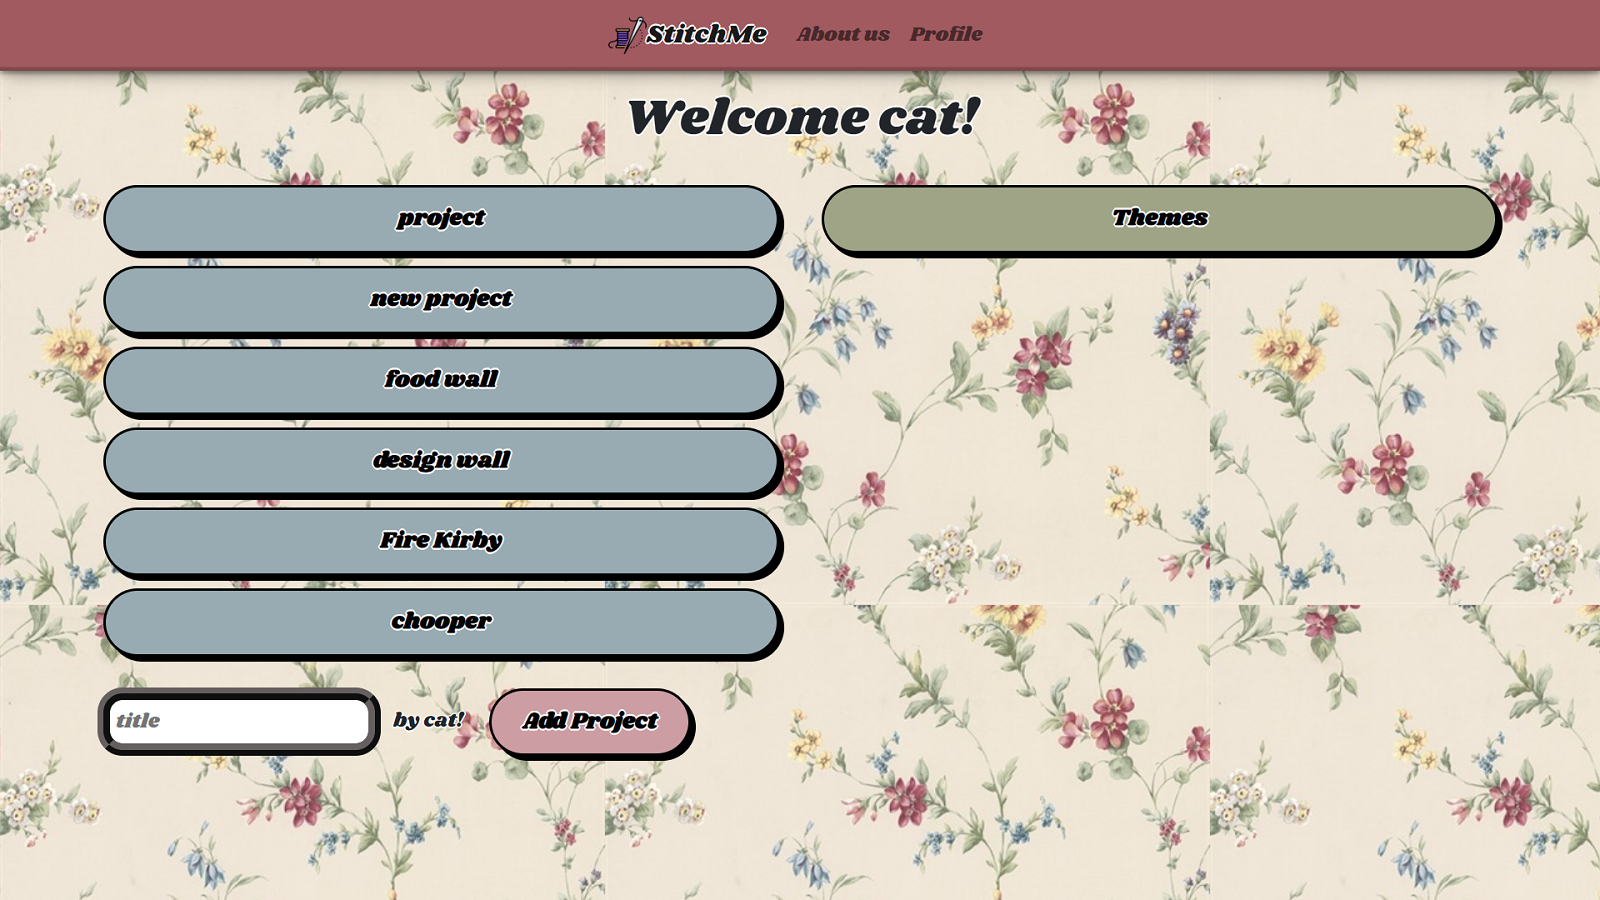 StitchMe About us Profile
Welcome cat!
project
new project
food wall
design wall
Fire Kirby
chooper
Themes
title by cat! Add Project